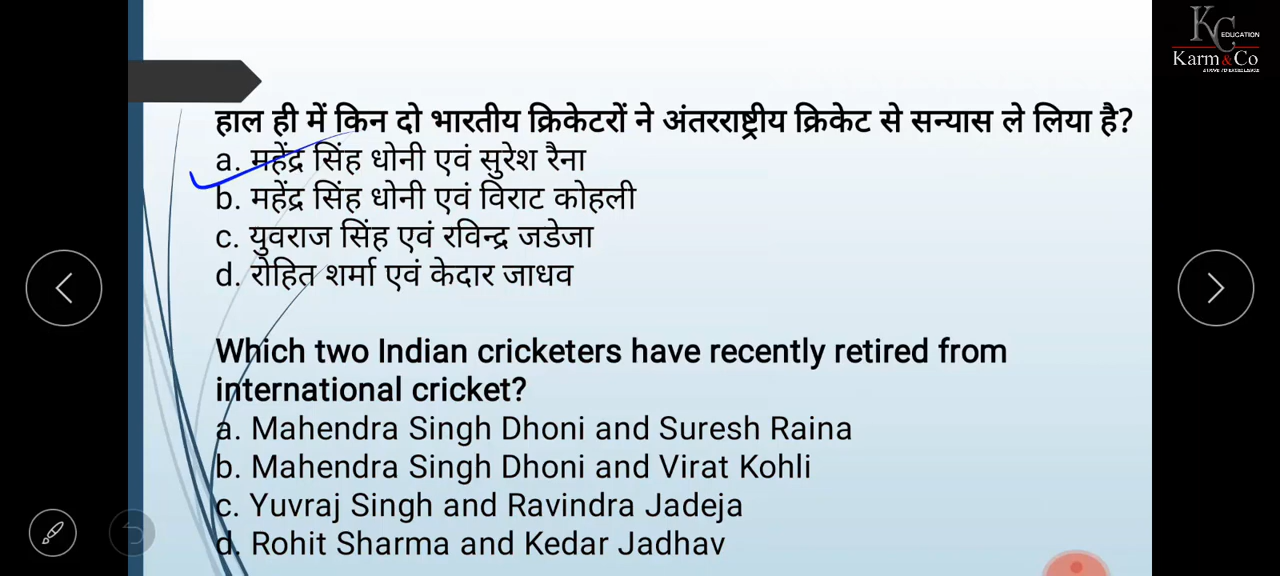 KC EDUCATION
Karm & Co
हाल ही में किन दो भारतीय क्रिकेटरों ने अंतरराष्ट्रीय क्रिकेट से सन्यास ले लिया है?
a. महेंद्र सिंह धोनी एवं सुरेश रैना
b. महेंद्र सिंह धोनी एवं विराट कोहली
c. युवराज सिंह एवं रविन्द्र जडेजा
d. रोहित शर्मा एवं केदार जाधव
Which two Indian cricketers have recently retired from
international cricket?
a. Mahendra Singh Dhoni and Suresh Raina
b. Mahendra Singh Dhoni and Virat Kohli
c. Yuvraj Singh and Ravindra Jadeja
d. Rohit Sharma and Kedar Jadhav